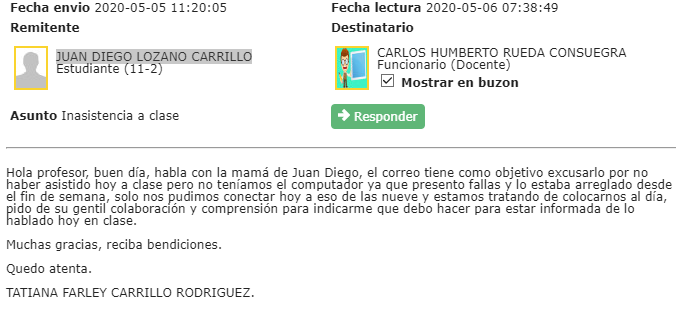 Fecha envio 2020-05-05 11:20:05
Fecha lectura 2020-05-06 07:38:49
Remitente
Destinatario
JUAN DIEGO LOZANO CARRILLO
Estudiante (11-2)
CARLOS HUMBERTO RUEDA CONSUEGRA
Funcionario (Docente)
Mostrar en buzon
Asunto Inasistencia a clase
Responder
Hola profesor, buen día, habla con la mamá de Juan Diego, el correo tiene como objetivo excusarlo por no
haber asistido hoy a clase pero no teníamos el computador ya que presento fallas y lo estaba arreglado desde
el fin de semana, solo nos pudimos conectar hoy a eso de las nueve y estamos tratando de colocarnos al día,
pido de su gentil colaboración y comprensión para indicarme que debo hacer para estar informada de lo
hablado hoy en clase.
Muchas gracias, reciba bendiciones.
Quedo atenta.
TATIANA FARLEY CARRILLO RODRIGUEZ.